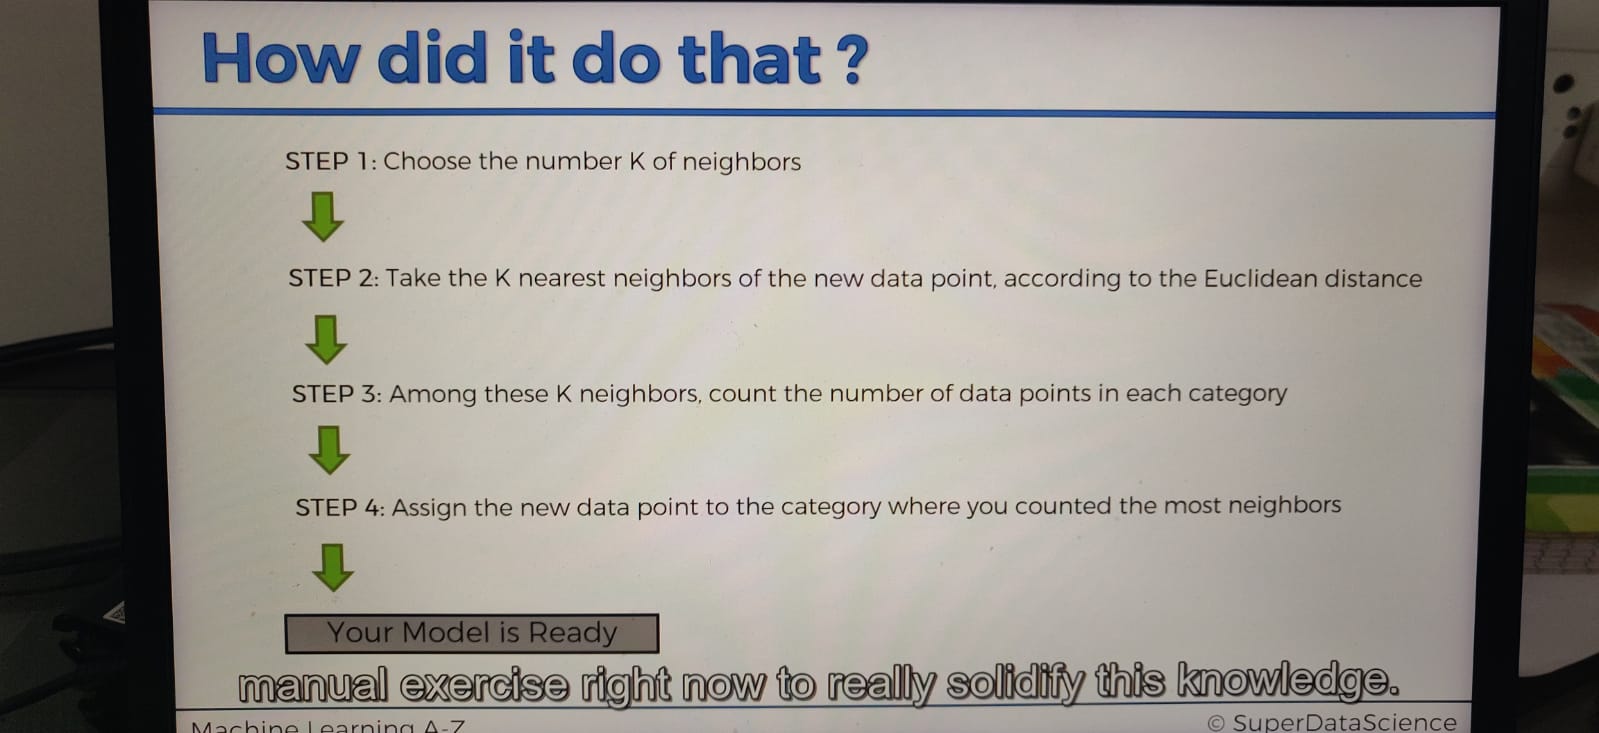 How did it do that ?
STEP 1: Choose the number K of neighbors
STEP 2: Take the K nearest neighbors of the new data point, according to the Euclidean distance
STEP 3: Among these K neighbors, count the number of data points in each category
STEP 4: Assign the new data point to the category where you counted the most neighbors
Your Model is Ready
manual exercise right now to really solidify this knowledge.
Machine Learning A-Z
© SuperDataScience